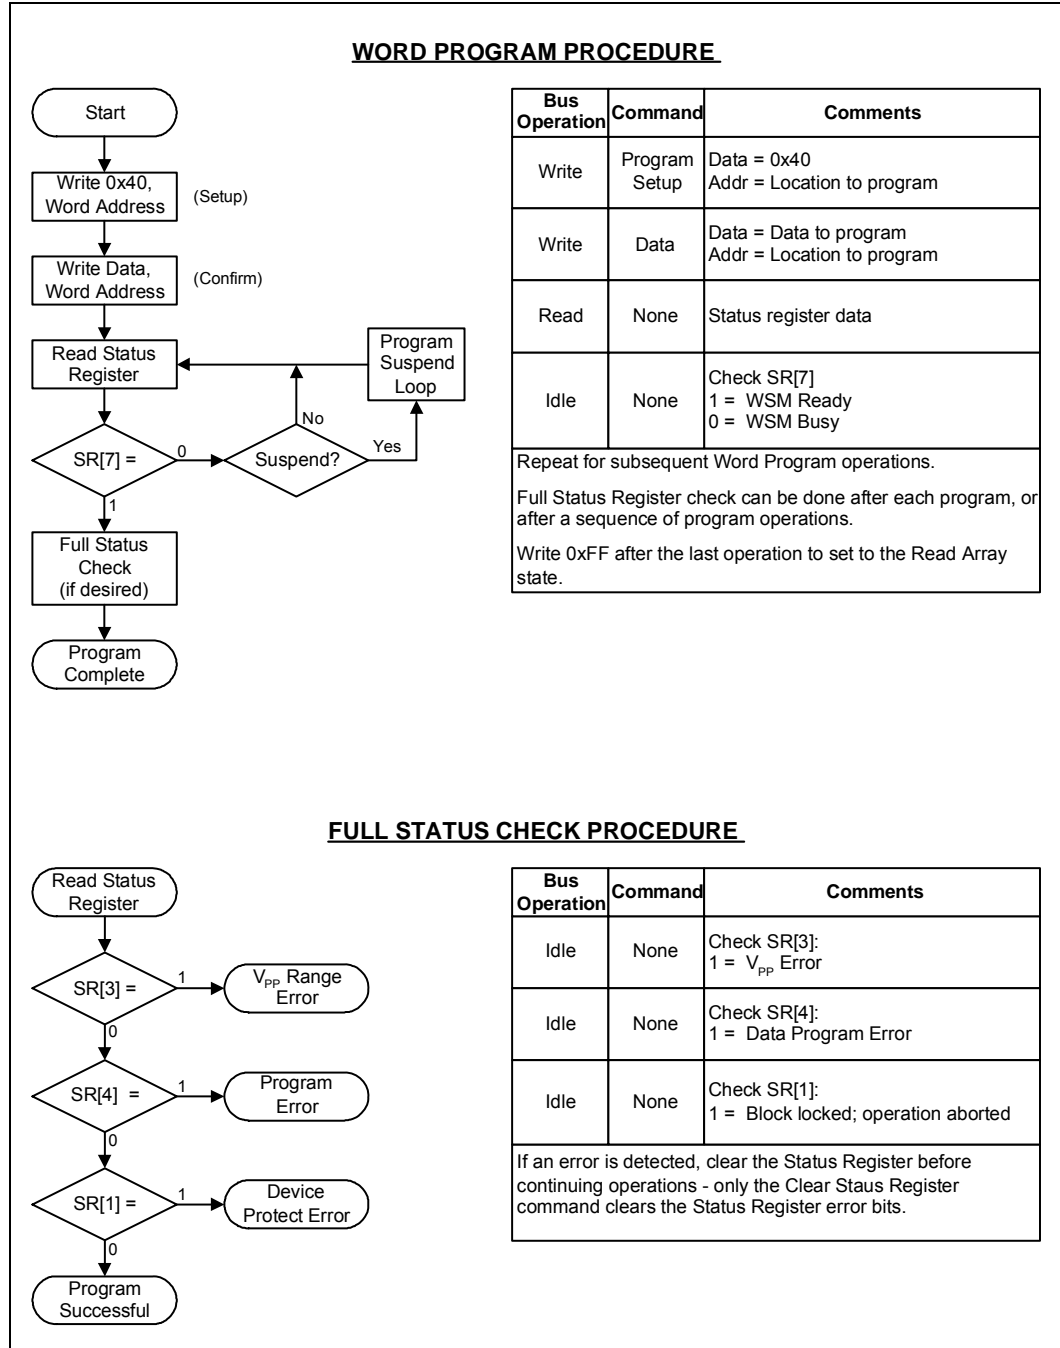 WORD PROGRAM PROCEDURE
Start
Write 0x40,
Word Address
(Setup)
Write Data,
Word Address
(Confirm)
Read Status
Register
Program
Suspend
Loop
No
SR[7] =
0
Suspend?
Yes
1
Full Status
Check
(if desired)
Program
Complete
Bus
Operation
Command
Comments
Write
Program
Setup
Data = 0x40
Addr = Location to program
Write
Data
Data = Data to program
Addr = Location to program
Read
None
Status register data
Idle
None
Check SR[7]
1 = WSM Ready
0 = WSM Busy
Repeat for subsequent Word Program operations.
Full Status Register check can be done after each program, or
after a sequence of program operations.
Write 0xFF after the last operation to set to the Read Array
state.
FULL STATUS CHECK PROCEDURE
Read Status
Register
SR[3] =
1
VPP Range
Error
0
SR[4] =
1
Program
Error
0
SR[1] =
1
Device
Protect Error
0
Program
Successful
Bus
Operation
Command
Comments
Idle
None
Check SR[3]:
1 = VPP Error
Idle
None
Check SR[4]:
1 = Data Program Error
Idle
None
Check SR[1]:
1 = Block locked; operation aborted
If an error is detected, clear the Status Register before
continuing operations - only the Clear Staus Register
command clears the Status Register error bits.